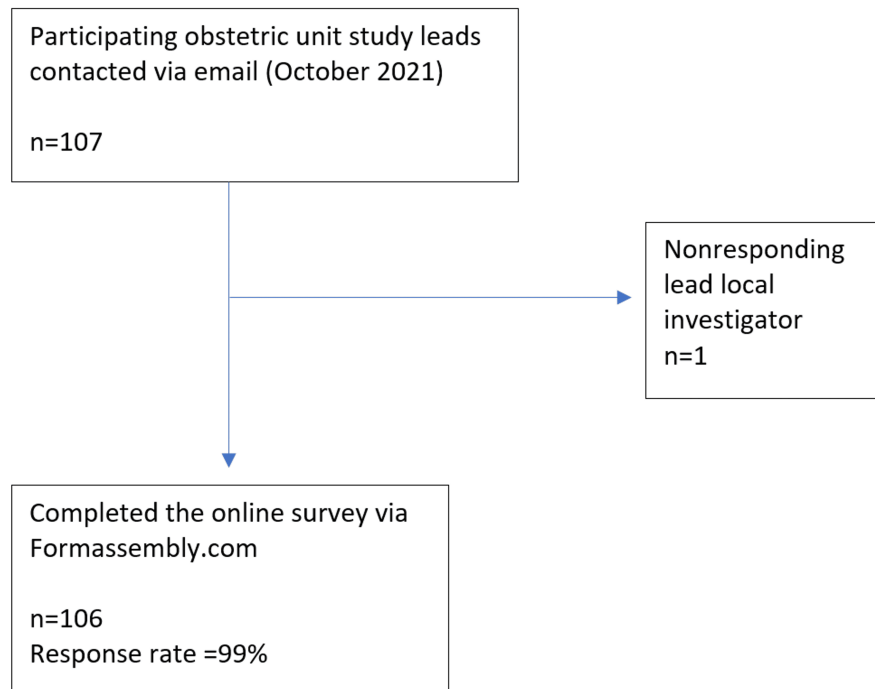 Participating obstetric unit study leads
contacted via email (October 2021)
n=107
Nonresponding
lead local
investigator
n=1
Completed the online survey via
Formassembly.com
n=106
Response rate =99%